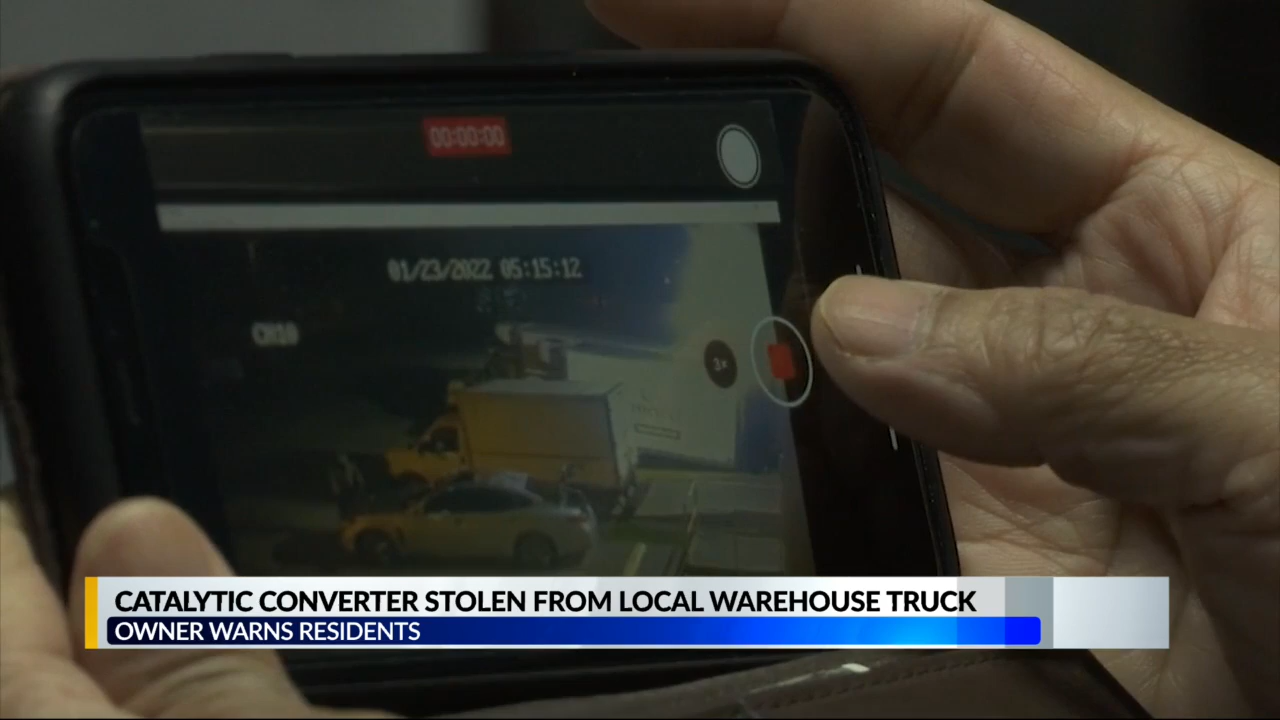 00:00:00
01/23/2022 05:15:12
CH10
3×
CATALYTIC CONVERTER STOLEN FROM LOCAL WAREHOUSE TRUCK
OWNER WARNS RESIDENTS